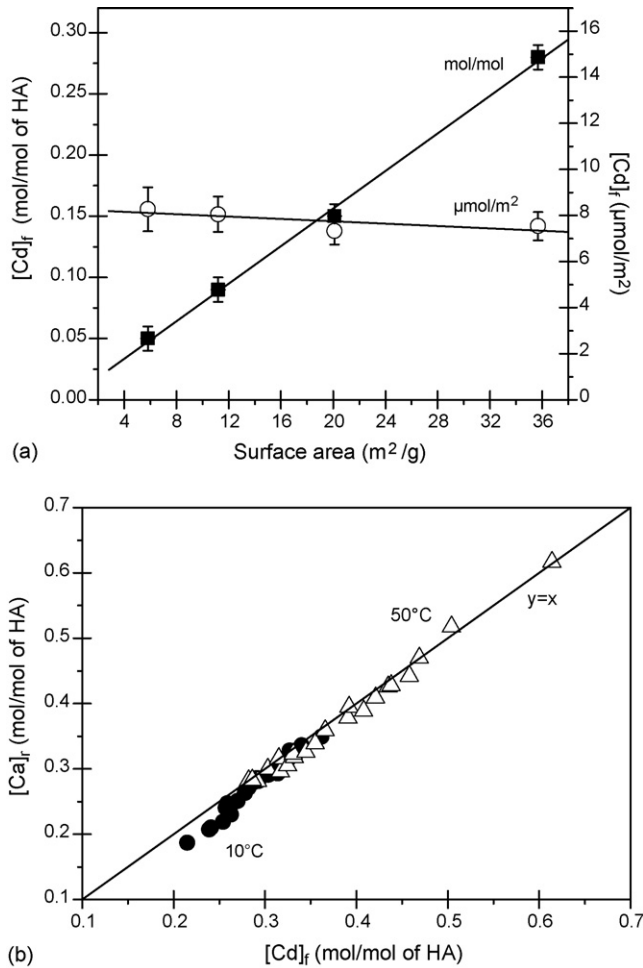 0.30
0.25
0.20
0.15
0.10
0.05
0.00
[Cd]f (mol/mol of HA)
16
14
12
10
8
6
4
2
0
[Cd]f (µmol/m²)
mol/mol
µmol/m²
4 8 12 16 20 24 28 32 36
(a) Surface area (m²/g)
0.7
0.6
0.5
0.4
0.3
0.2
0.1
[Ca]r (mol/mol of HA)
50°C
y=x
10°C
0.1 0.2 0.3 0.4 0.5 0.6 0.7
(b) [Cd]f (mol/mol of HA)